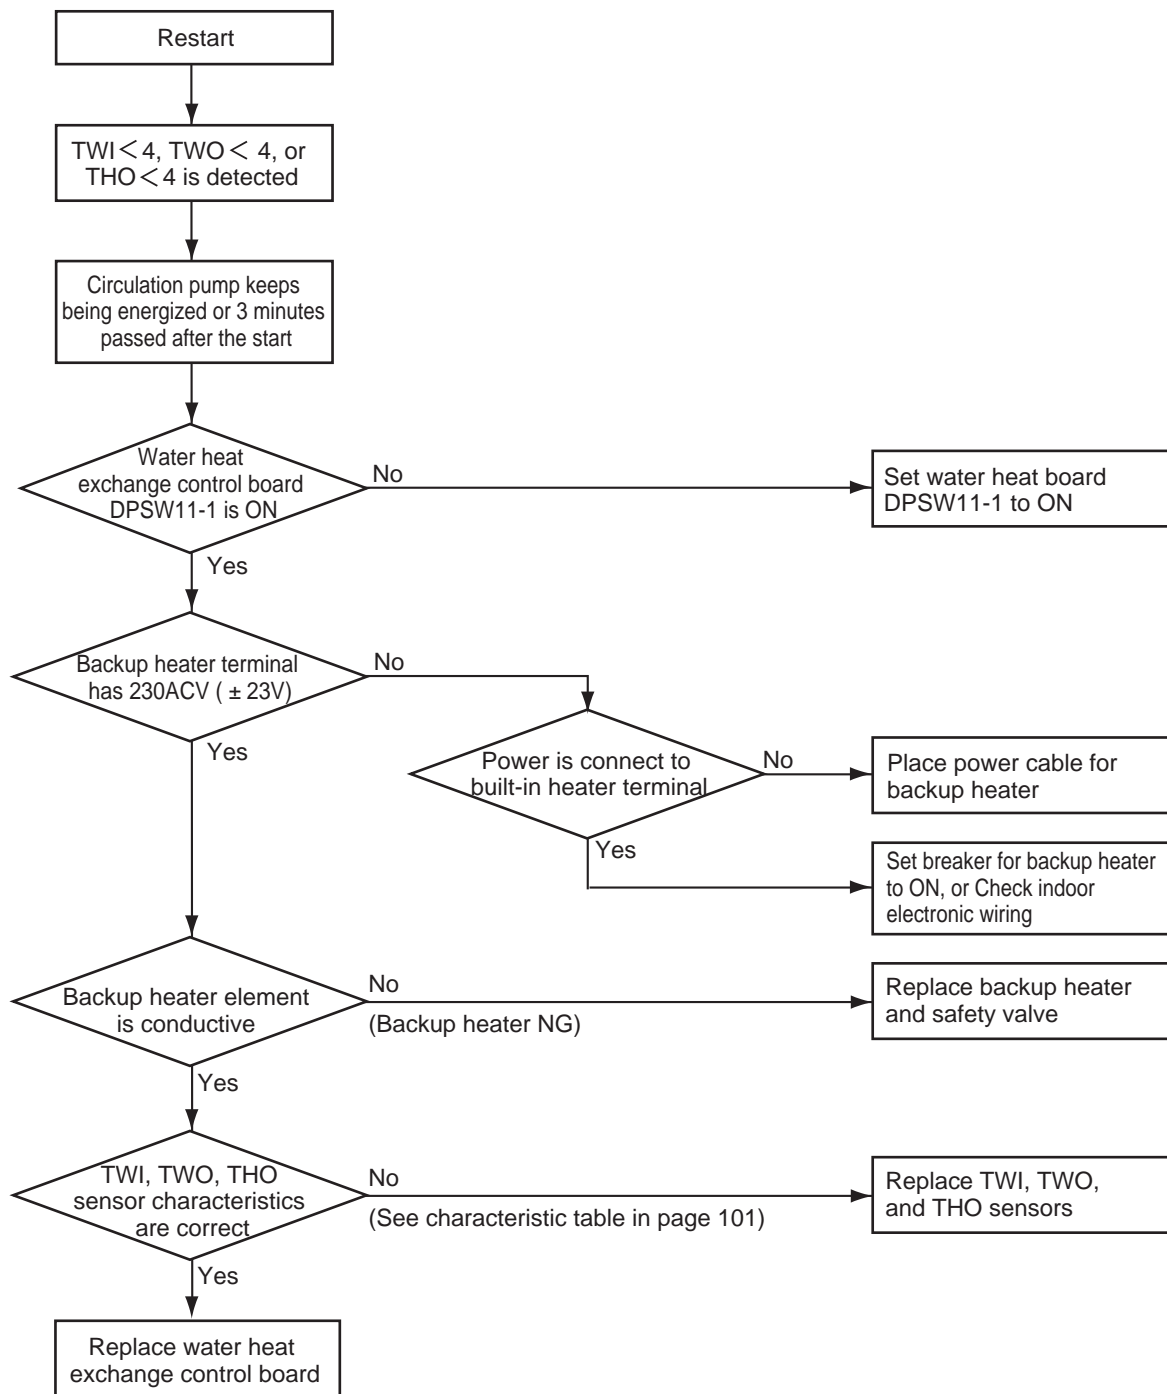 Restart
TWI＜4, TWO＜ 4, or
THO＜4 is detected
Circulation pump keeps
being energized or 3 minutes
passed after the start
Water heat
exchange control board
DPSW11-1 is ON
No
Set water heat board
DPSW11-1 to ON
Yes
Backup heater terminal
has 230ACV ( ± 23V)
No
Yes
Power is connect to
built-in heater terminal
No
Place power cable for
backup heater
Yes
Set breaker for backup heater
to ON, or Check indoor
electronic wiring
Backup heater element
is conductive
No
(Backup heater NG)
Replace backup heater
and safety valve
Yes
TWI, TWO, THO
sensor characteristics
are correct
No
(See characteristic table in page 101)
Replace TWI, TWO,
and THO sensors
Yes
Replace water heat
exchange control board